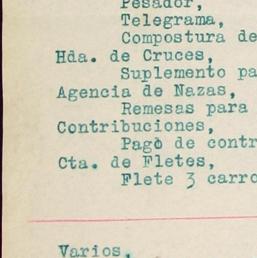 Pesador,
Telegrama,
Compostura de
Hda. de Cruces,
Suplemento pa
Agencia de Nazas,
Remesas para
Contribuciones,
Pago de contr
Cta. de Fletes,
Flete 3 carro
Varios,